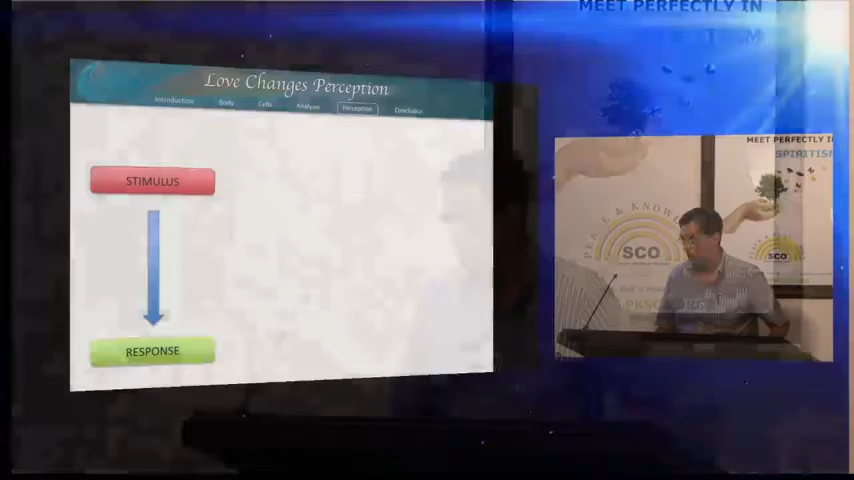 MEET PERFECTLY IN
Love Changes Perception
Introduction
Body
Cells
Analysis
Perception
Conclusion
STIMULUS
RESPONSE
MEET PERFECTLY IN
SPIRITISM
SCO
SCO